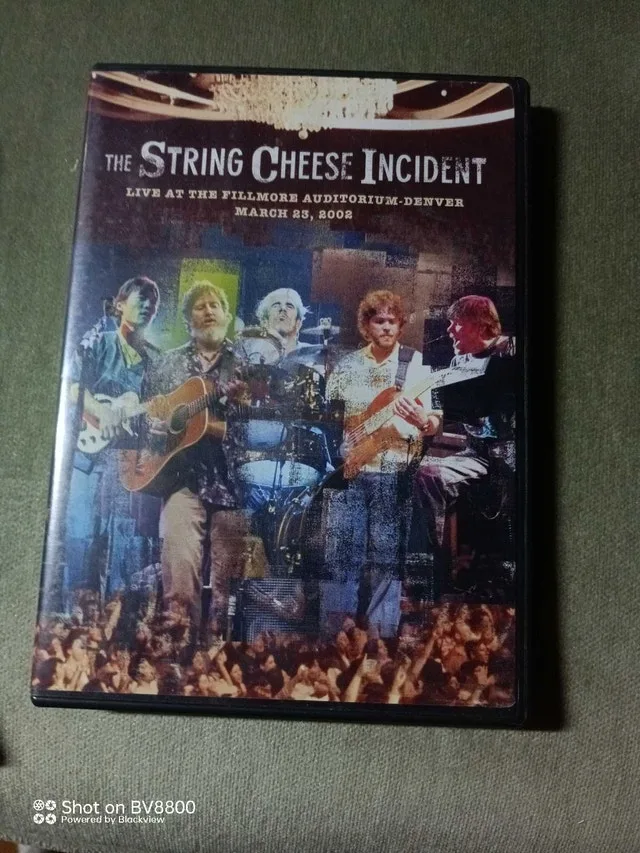 THE STRING CHEESE INCIDENT
LIVE AT THE FILLMORE AUDITORIUM-DENVER
MARCH 23, 2002
Shot on BV8800
Powered by Blackview